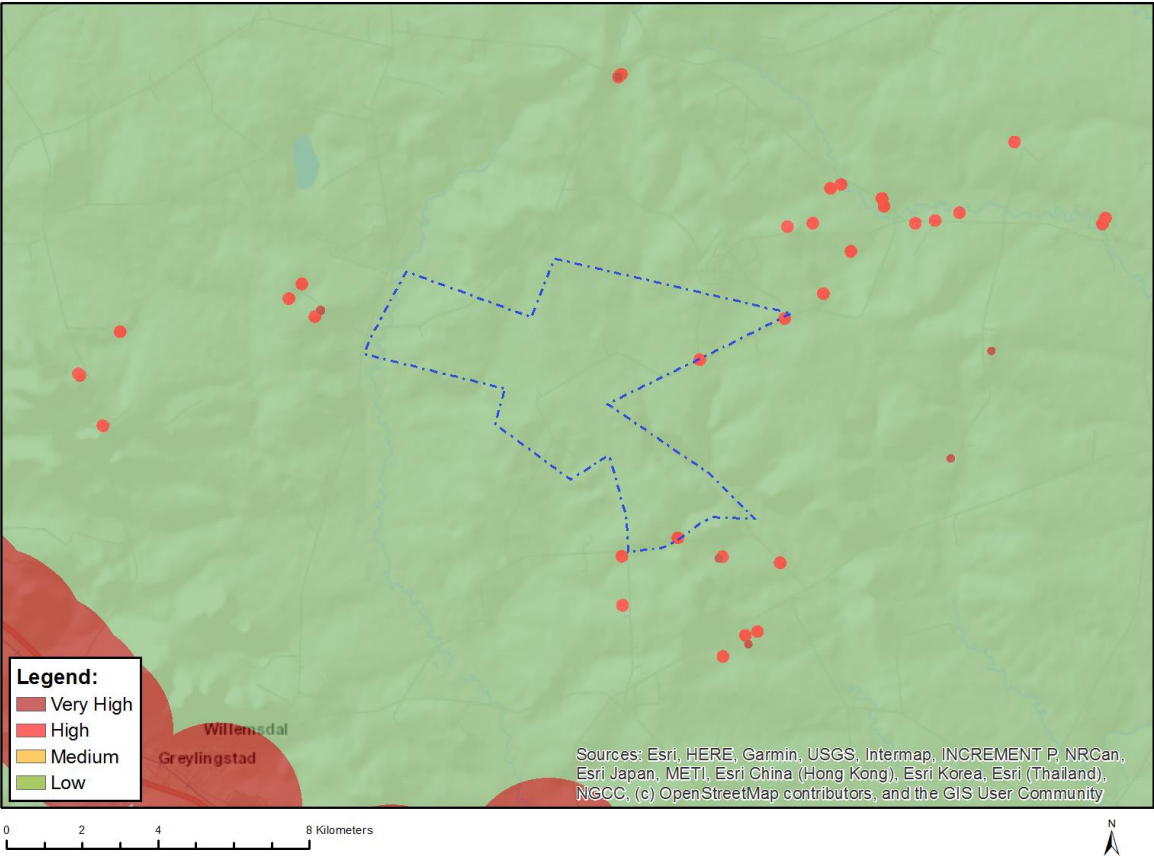 Legend:
Very High
High
Medium
Low
Willemsdal
Greylingstad
Sources: Esri, HERE, Garmin, USGS, Intermap, INCREMENT P, NRCan,
Esri Japan, METI, Esri China (Hong Kong), Esri Korea, Esri (Thailand),
NGCC, (c) OpenStreetMap contributors, and the GIS User Community
0 2 4 8 Kilometers
N